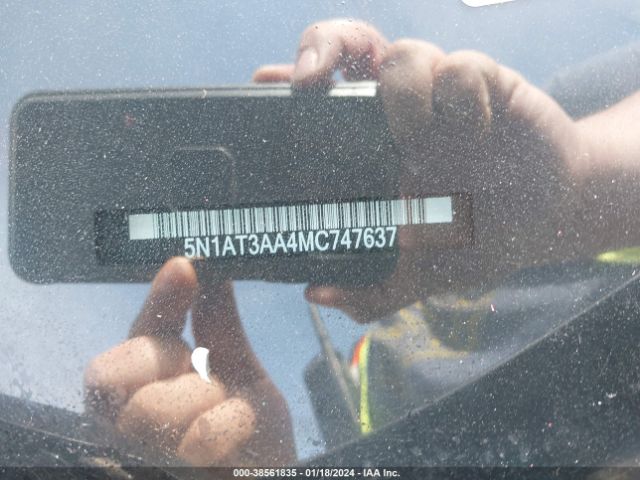 5N1AT3AA4MC747637
000-38561835 - 01/18/2024 - IAA Inc.